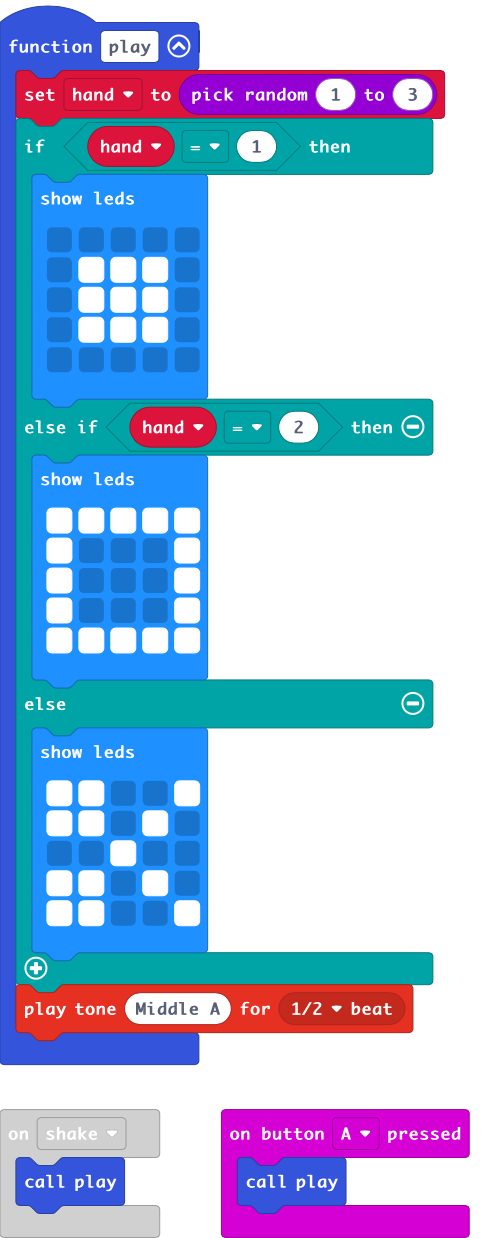 function play
set hand to pick random 1 to 3
if hand = 1 then
show leds
else if hand = 2 then
show leds
else
show leds
play tone Middle A for 1/2 beat
on shake
call play
on button A pressed
call play